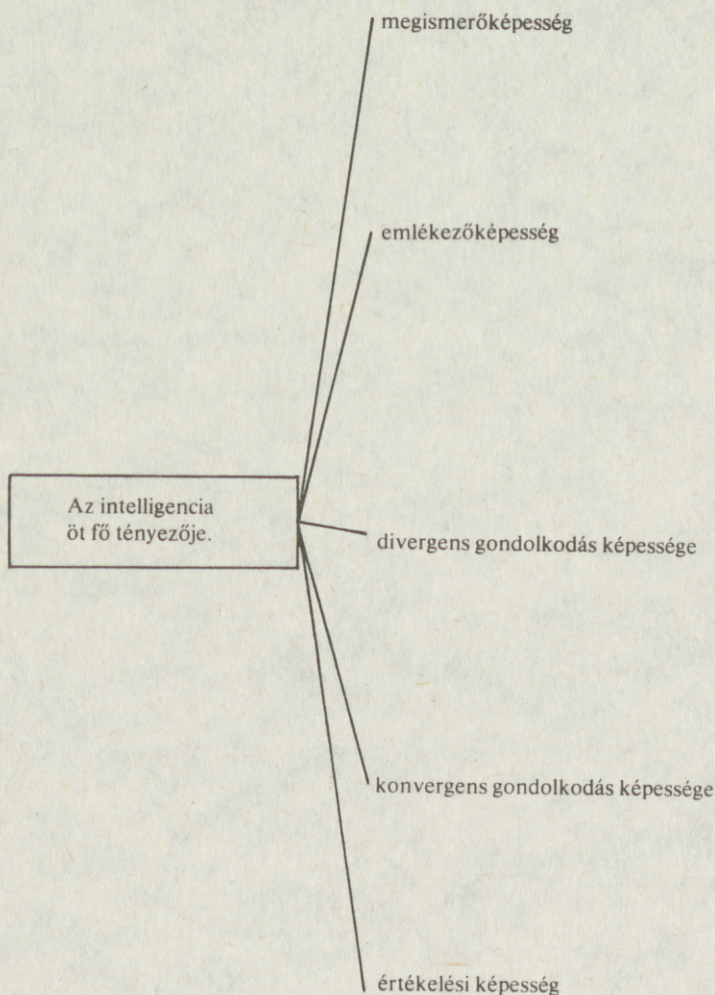 megismerőképesség
emlékezőképesség
Az intelligencia
öt fő tényezője.
divergens gondolkodás képessége
konvergens gondolkodás képessége
értékelési képesség